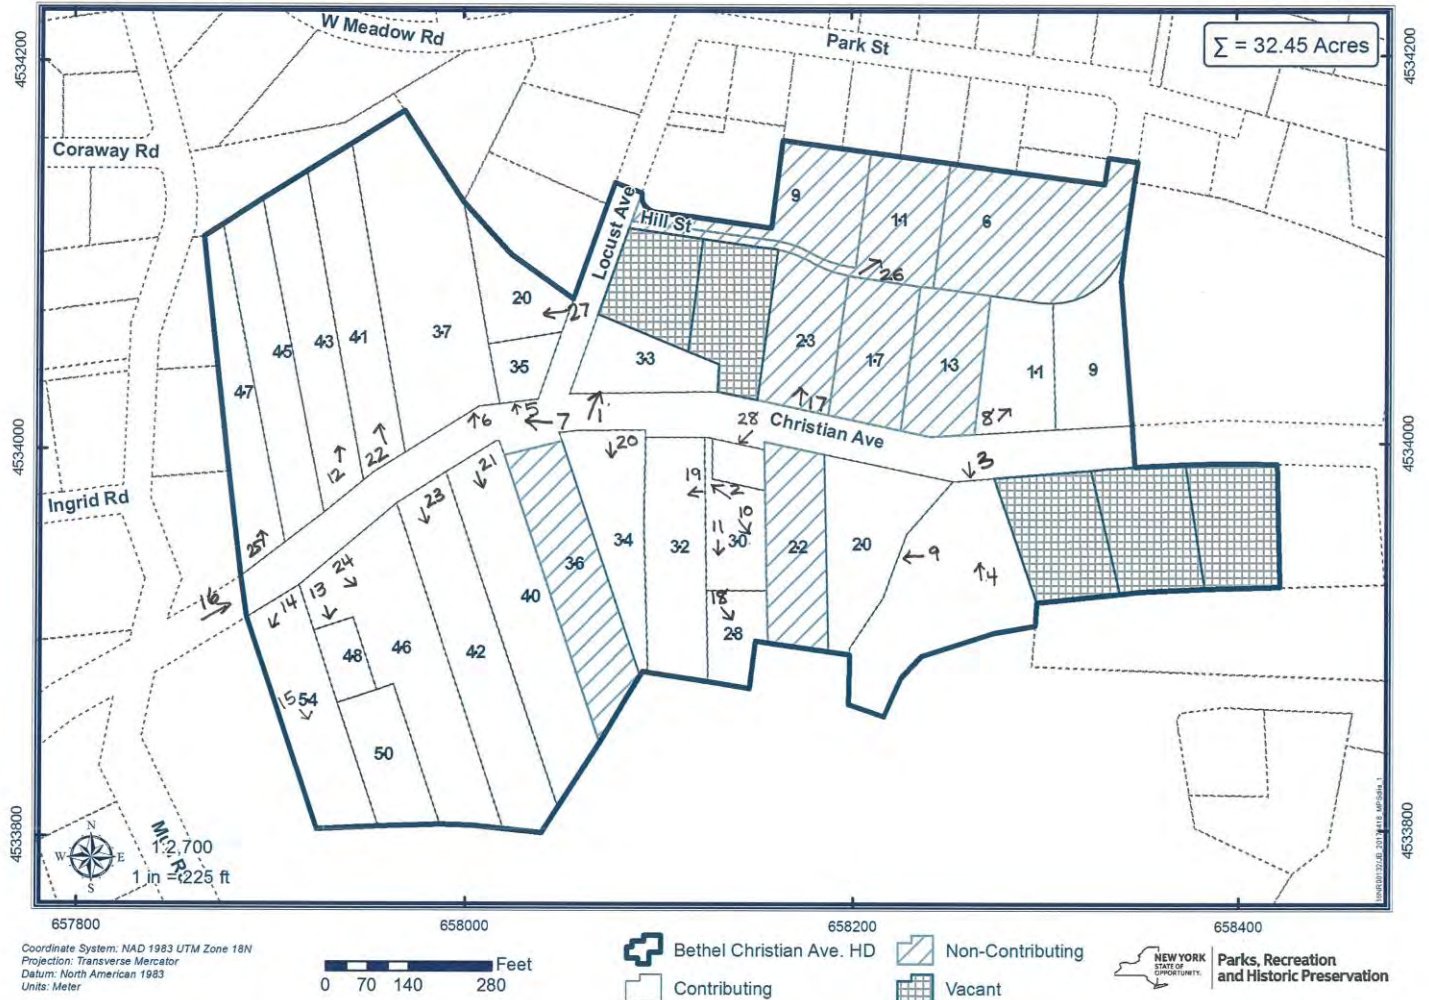 W Meadow Rd
Park St
∑ = 32.45 Acres
4534200
4534200
Coraway Rd
Locust Ave
Hill St
9
11
6
26
20
27
45
43
41
37
35
33
23
17
13
11
9
47
6
5
7
1
17
8
28
Christian Ave
20
3
4534000
4534000
12
22
21
19
2
10
23
Ingrid Rd
25
11
34
32
30
22
20
36
9
24
4
16
14
13
40
18
28
48
46
42
15
54
50
4533800
4533800
N
W
E
S
1:2,700
1 in = 225 ft
657800
658000
658200
658400
Coordinate System: NAD 1983 UTM Zone 18N
Projection: Transverse Mercator
Datum: North American 1983
Units: Meter
Feet
0 70 140 280
Bethel Christian Ave. HD
Contributing
Non-Contributing
Vacant
NEW YORK
STATE OF
OPPORTUNITY.
Parks, Recreation
and Historic Preservation